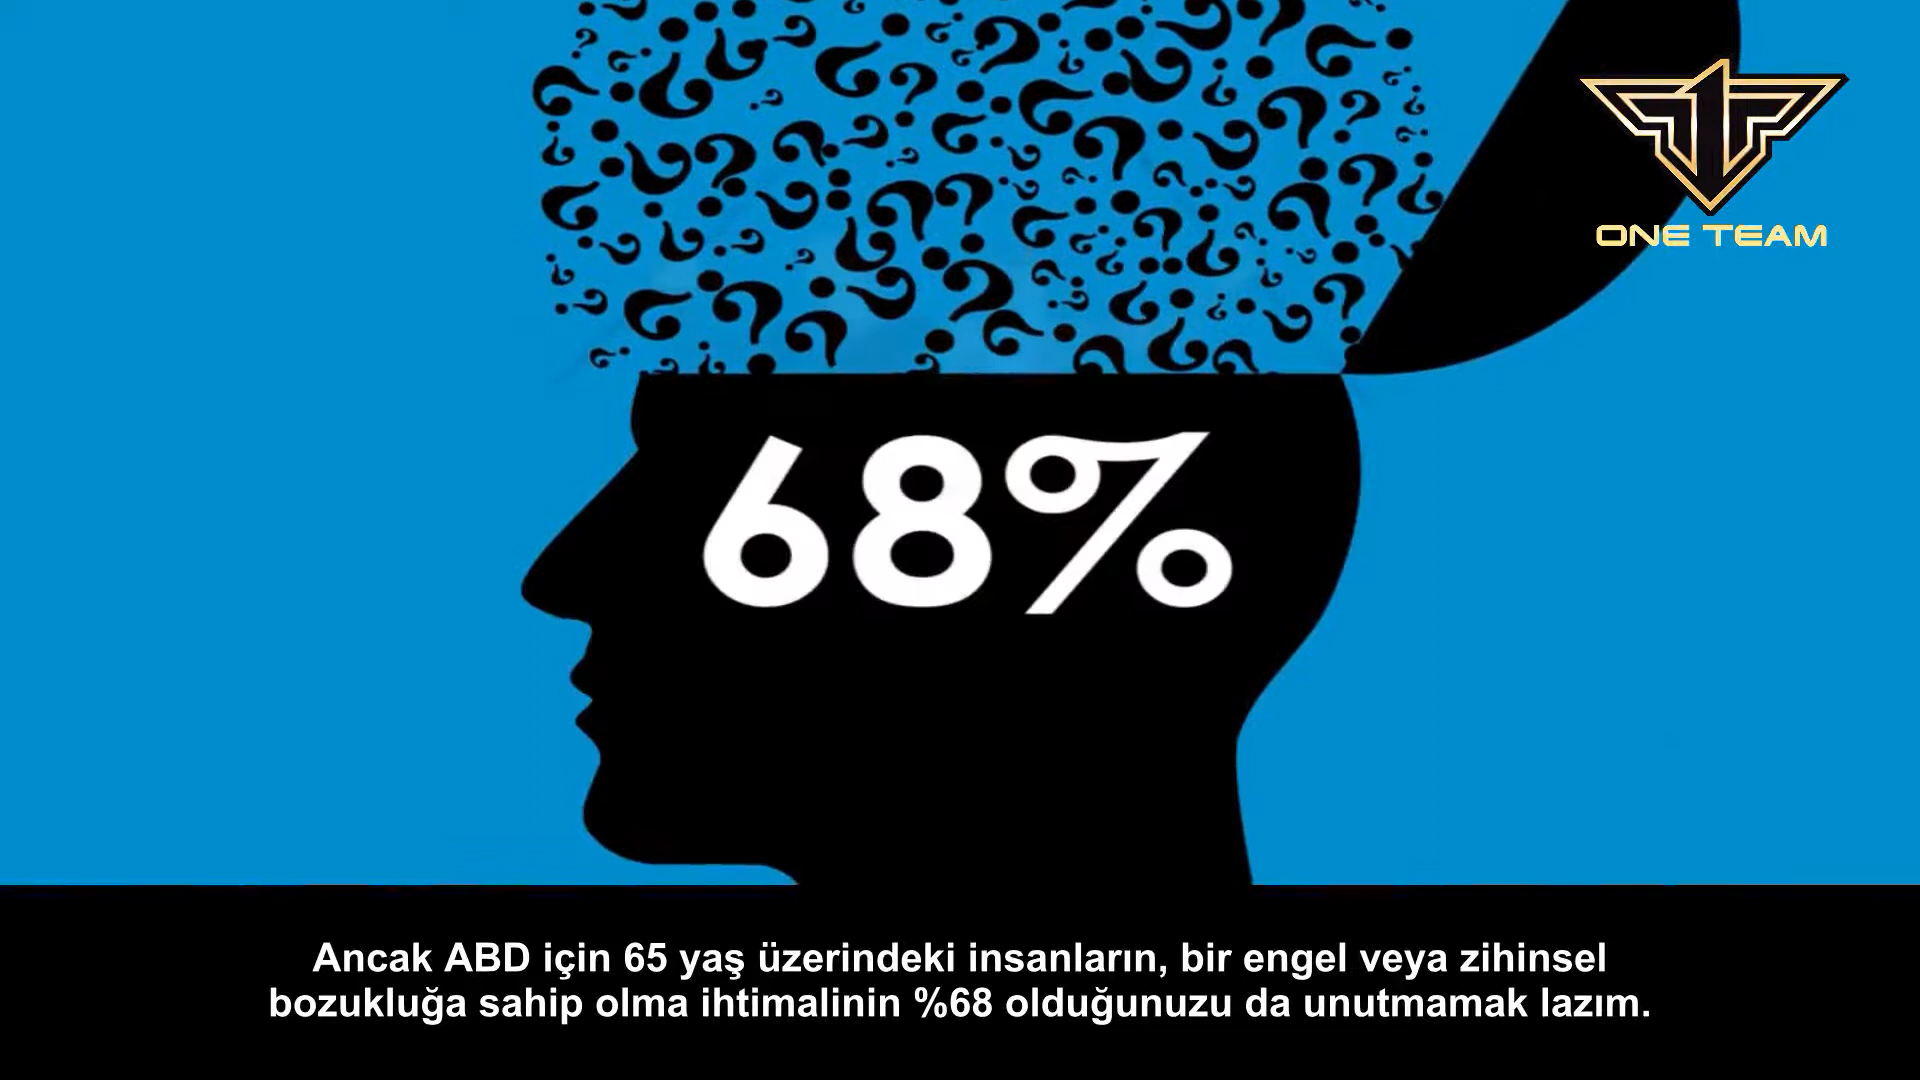 ONE TEAM
68%
Ancak ABD için 65 yaş üzerindeki insanların, bir engel veya zihinsel
bozukluğa sahip olma ihtimalinin %68 olduğunuzu da unutmamak lazım.